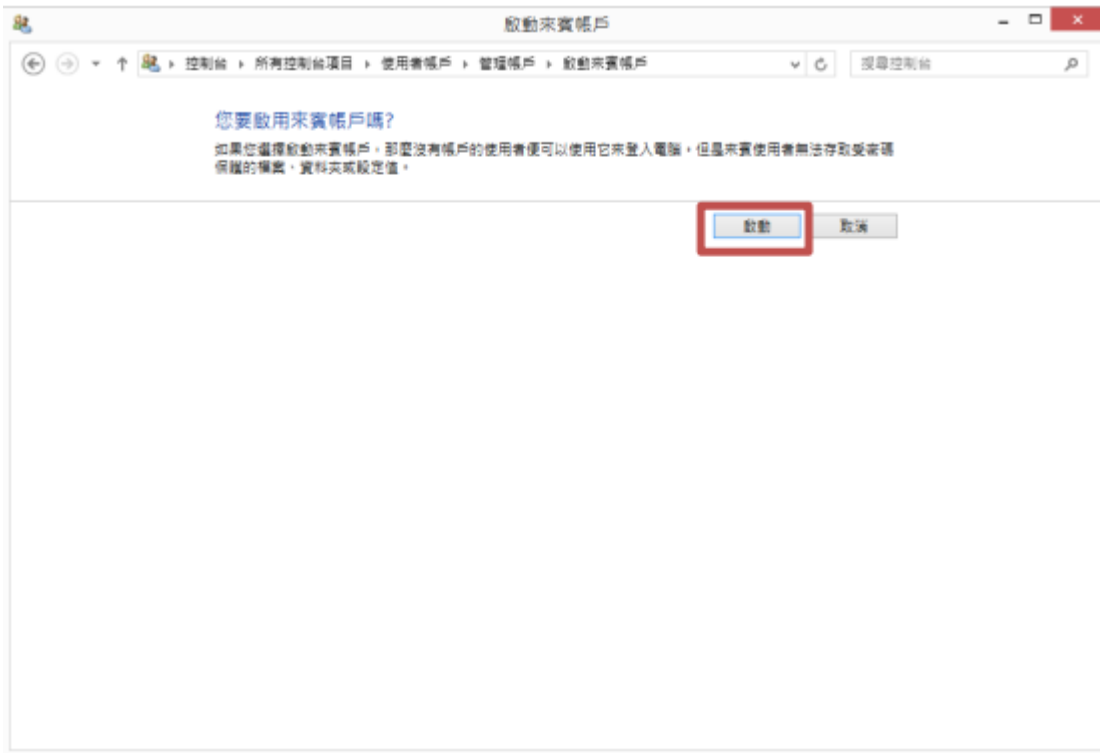 啟動來賓帳戶
控制台 所有控制台項目 使用者帳戶 管理帳戶 啟動來賓帳戶 搜尋控制台
您要啟用來賓帳戶嗎?
如果您選擇啟動來賓帳戶，那麼沒有帳戶的使用者便可以使用它來登入電腦，但是來賓使用者無法存取受密碼
保護的檔案、資料夾或設定值。
啟動 取消